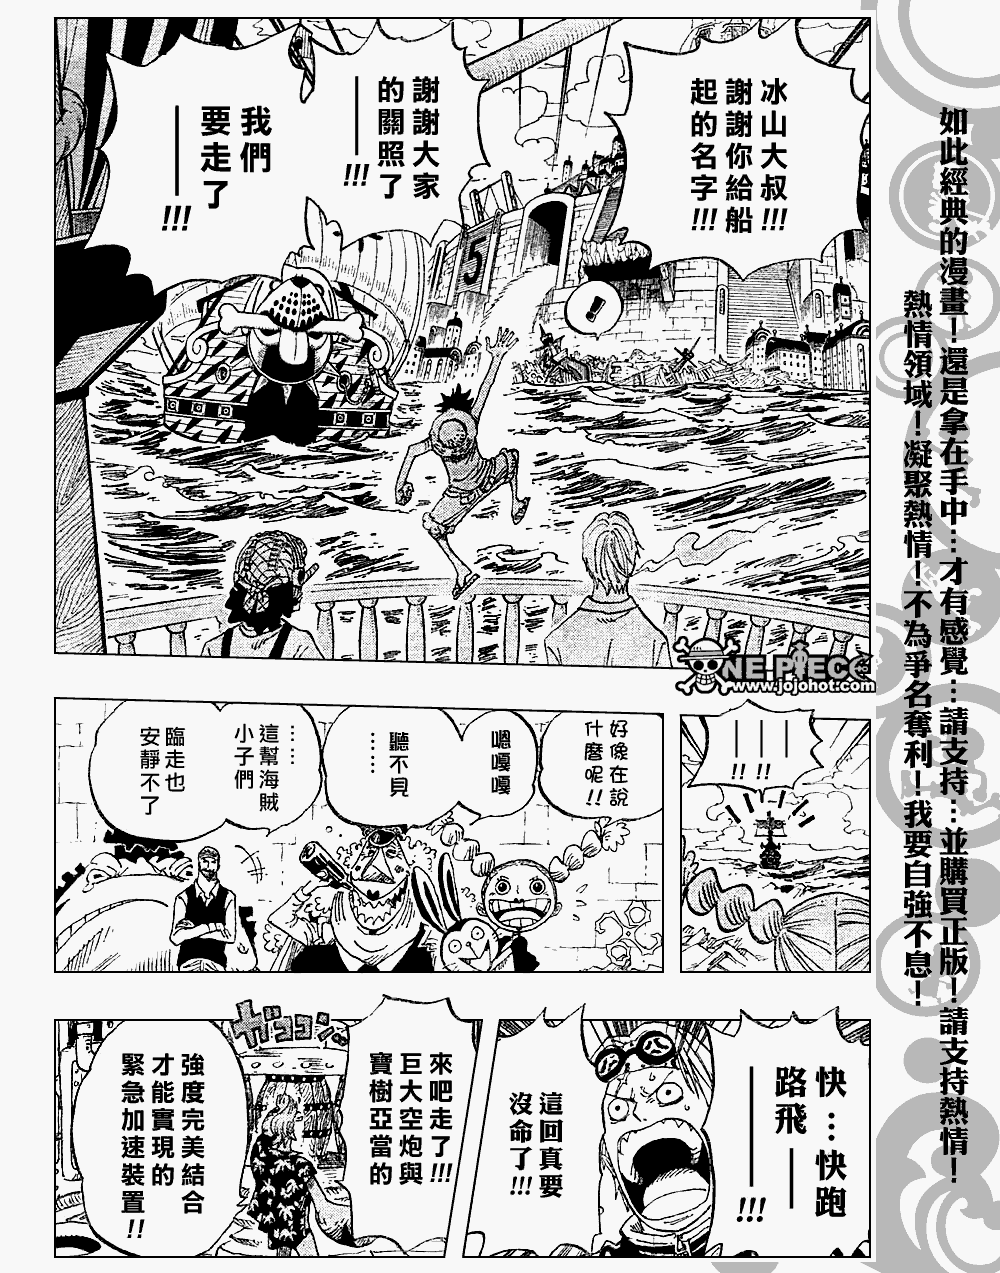 冰山大叔!!!
謝謝你給船
起的名字!!!
謝謝大家
的關照了
——!!!
我們
要走了
——!!!
5
!
ONE PIECE
www.jojohot.com
———!!!!
好像在說
什麼呢!!
嗯嘎嘎
聽不見
……
……
這幫海賊
小子們
臨走也
安靜不了
快…快跑
路飛——
——!!!
這回真要
沒命了!!!
來吧走了!!!
巨大空炮與
寶樹亞當的
ガココン…
強度完美結合
才能實現的
緊急加速裝置!!
如此經典的漫畫！還是拿在手中…才有感覺…請支持…並購買正版！請支持熱情！
熱情領域！凝聚熱情！不為爭名奪利！我要自強不息！